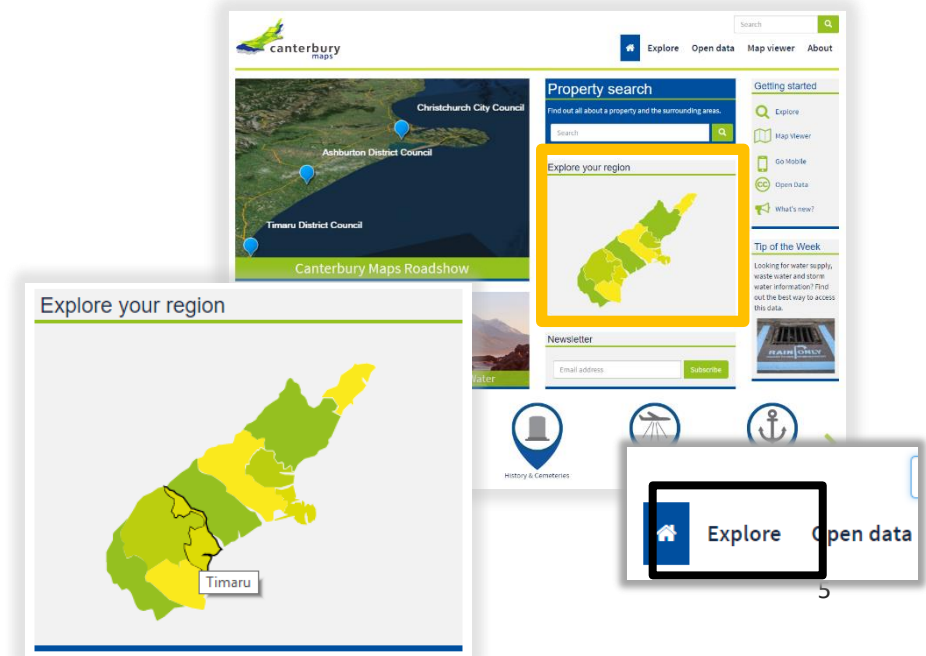 Search
canterbury
maps
Explore Open data Map viewer About
Christchurch City Council
Ashburton District Council
Timaru District Council
Canterbury Maps Roadshow
Property search
Find out all about a property and the surrounding areas.
Search
Explore your region
Getting started
Explore
Map Viewer
Go Mobile
CC Open Data
What's new?
Tip of the Week
Looking for water supply,
waste water and storm
water information? Find
out the best way to access
this data.
RAIN ONLY
Newsletter
Email address
Subscribe
Water
History & Cemeteries
Explore your region
Timaru
Explore Open data
5